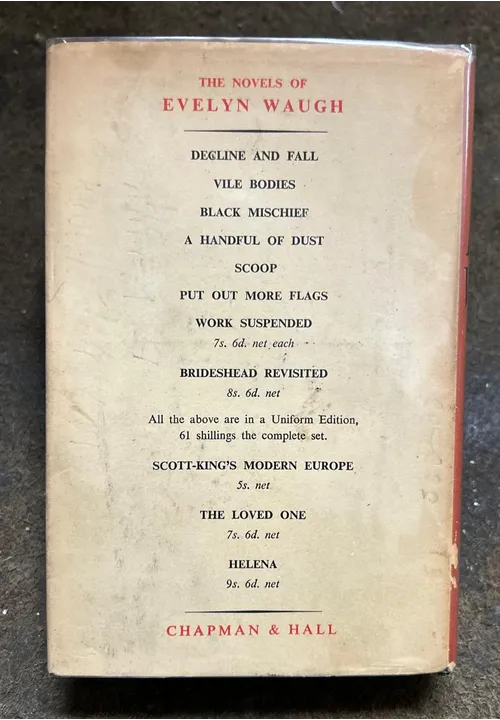 THE NOVELS OF
EVELYN WAUGH
DECLINE AND FALL
VILE BODIES
BLACK MISCHIEF
A HANDFUL OF DUST
SCOOP
PUT OUT MORE FLAGS
WORK SUSPENDED
7s. 6d. net each
BRIDESHEAD REVISITED
8s. 6d. net
All the above are in a Uniform Edition,
61 shillings the complete set.
SCOTT-KING'S MODERN EUROPE
5s. net
THE LOVED ONE
7s. 6d. net
HELENA
9s. 6d. net
CHAPMAN & HALL